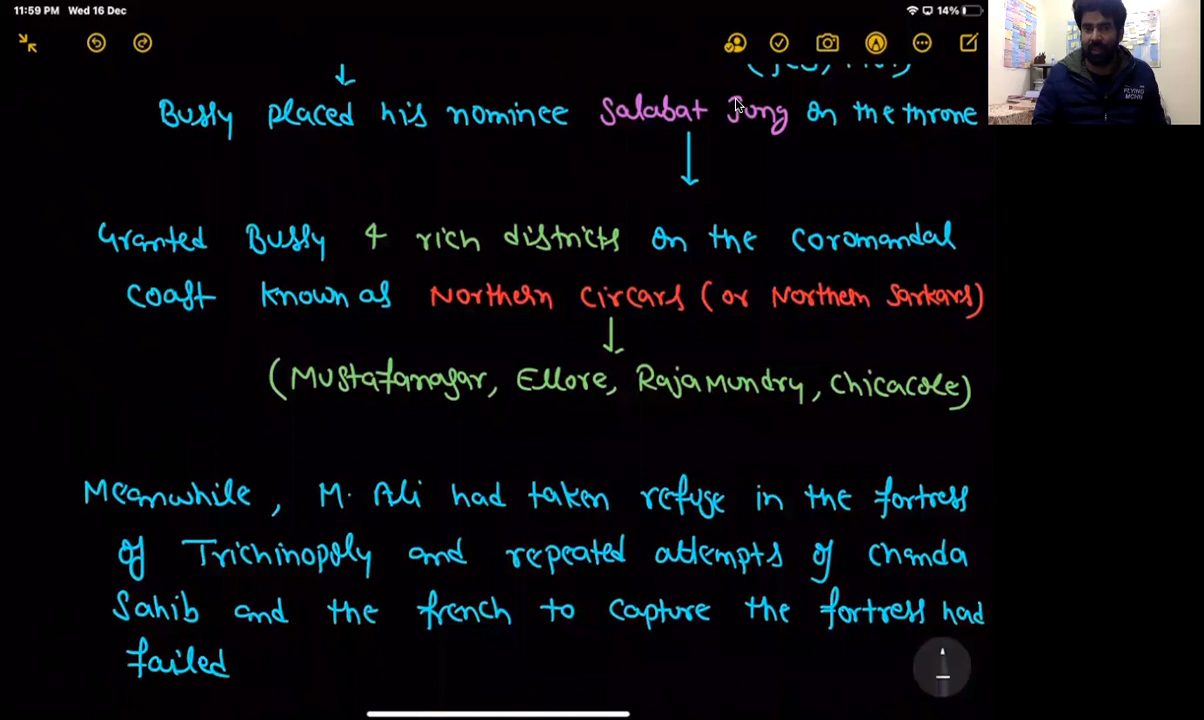 11:59 PM Wed 16 Dec
14%
Bussy placed his nominee Salabat Jung on the throne
Granted Bussy 4 rich districts on the coromandal
coast known as Northern Circars (or Northern Sarkars)
(Mustafanagar, Ellore, Rajamundry, Chicacole)
Meanwhile, M. Ali had taken refuge in the fortress
of Trichinopoly and repeated attempts of Chanda
Sahib and the french to capture the fortress had
failed
FLYING